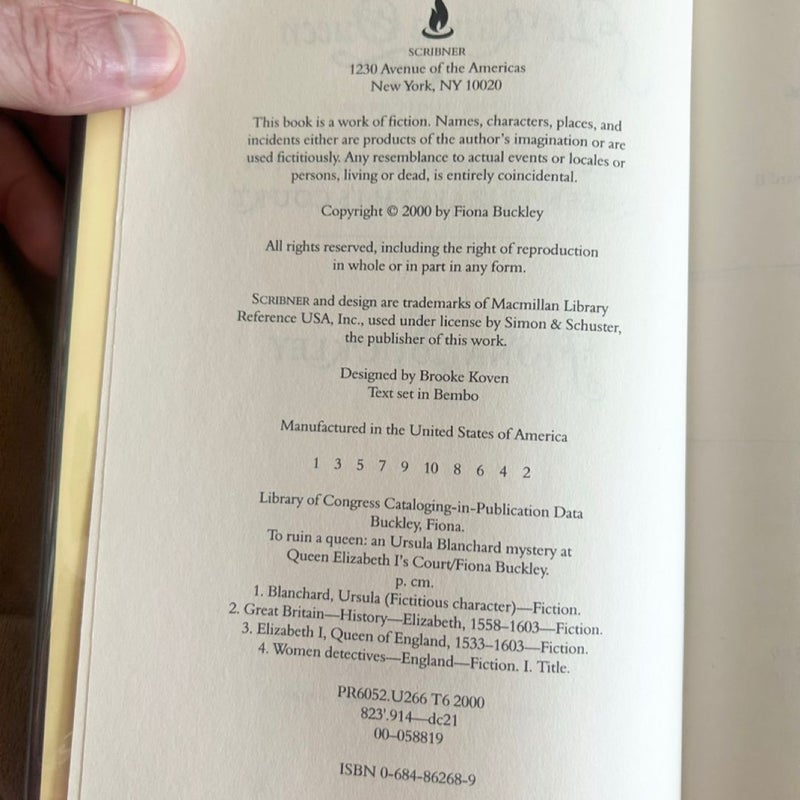 SCRIBNER
1230 Avenue of the Americas
New York, NY 10020
This book is a work of fiction. Names, characters, places, and
incidents either are products of the author's imagination or are
used fictitiously. Any resemblance to actual events or locales or
persons, living or dead, is entirely coincidental.
Copyright © 2000 by Fiona Buckley
All rights reserved, including the right of reproduction
in whole or in part in any form.
SCRIBNER and design are trademarks of Macmillan Library
Reference USA, Inc., used under license by Simon & Schuster,
the publisher of this work.
Designed by Brooke Koven
Text set in Bembo
Manufactured in the United States of America
1 3 5 7 9 10 8 6 4 2
Library of Congress Cataloging-in-Publication Data
Buckley, Fiona.
To ruin a queen: an Ursula Blanchard mystery at
Queen Elizabeth I's Court/Fiona Buckley.
p. cm.
1. Blanchard, Ursula (Fictitious character)—Fiction.
2. Great Britain—History—Elizabeth, 1558–1603—Fiction.
3. Elizabeth I, Queen of England, 1533–1603—Fiction.
4. Women detectives—England—Fiction. I. Title.
PR6052.U266 T6 2000
823'.914—dc21
00–058819
ISBN 0-684-86268-9